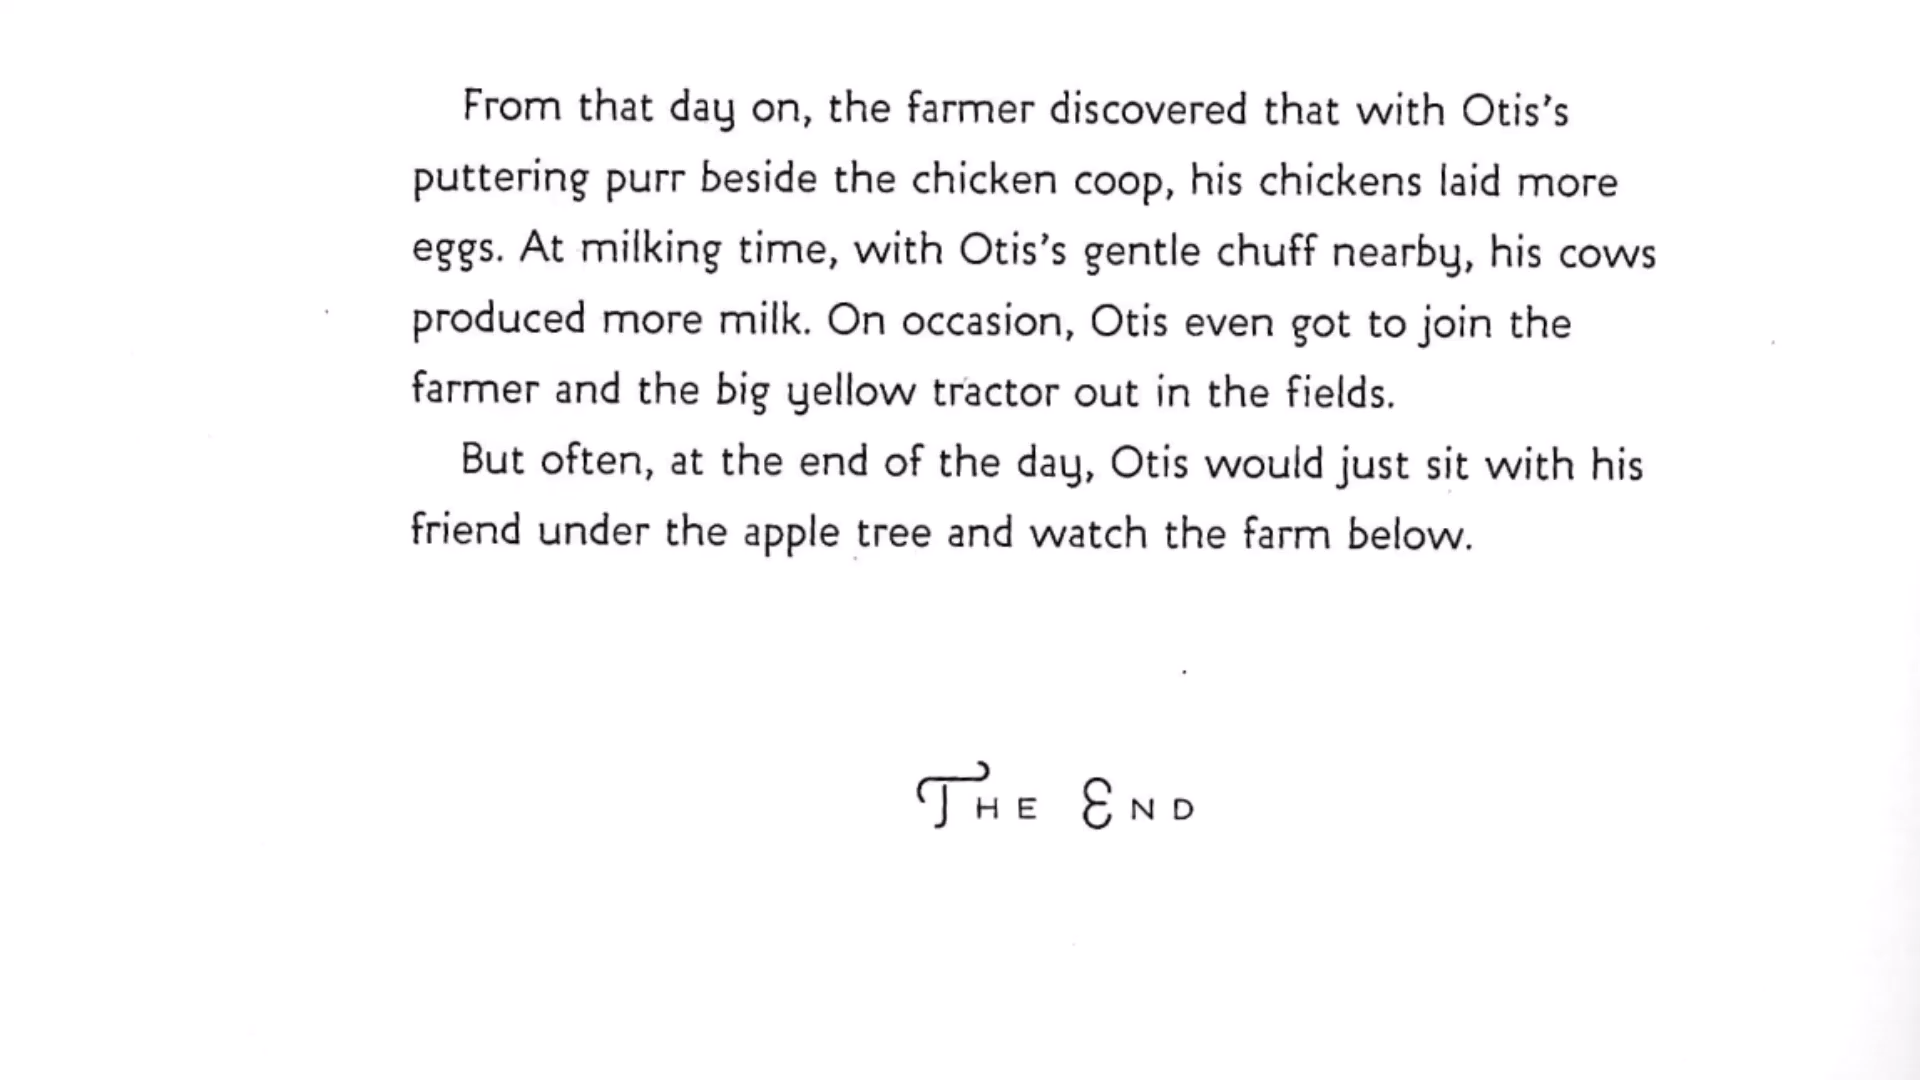 From that day on, the farmer discovered that with Otis's
puttering purr beside the chicken coop, his chickens laid more
eggs. At milking time, with Otis's gentle chuff nearby, his cows
produced more milk. On occasion, Otis even got to join the
farmer and the big yellow tractor out in the fields.
But often, at the end of the day, Otis would just sit with his
friend under the apple tree and watch the farm below.
The End